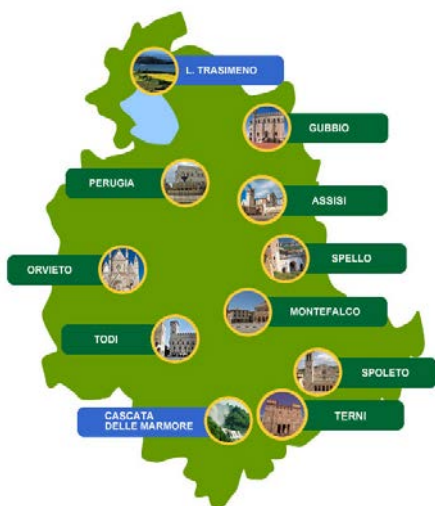 L. TRASIMENO
GUBBIO
PERUGIA
ASSISI
SPELLO
ORVIETO
MONTEFALCO
TODI
SPOLETO
CASCATA
DELLE MARMORE
TERNI